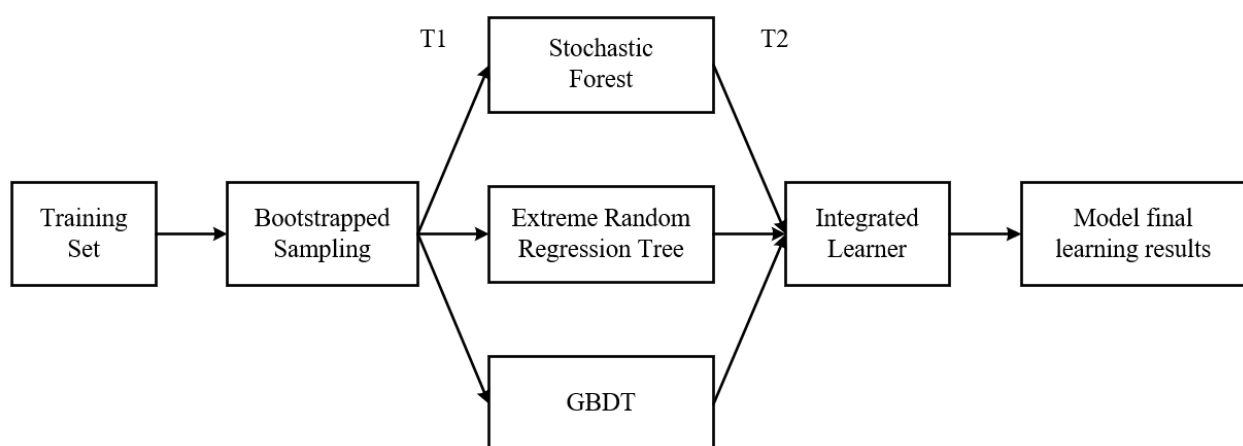 T1
Stochastic
Forest
T2
Training
Set
Bootstrapped
Sampling
Extreme Random
Regression Tree
Integrated
Learner
Model final
learning results
GBDT